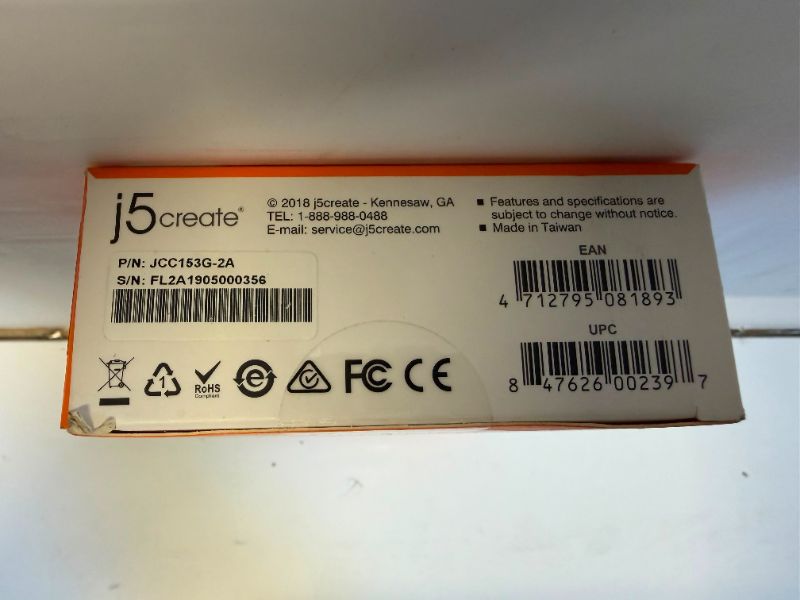 j5create®
© 2018 j5create - Kennesaw, GA
TEL: 1-888-988-0488
E-mail: service@j5create.com
■ Features and specifications are
subject to change without notice.
■ Made in Taiwan
P/N: JCC153G-2A
S/N: FL2A1905000356
EAN
4 712795 081893
UPC
8 47626 00239 7
1
RoHS
Compliant
e
FC CE